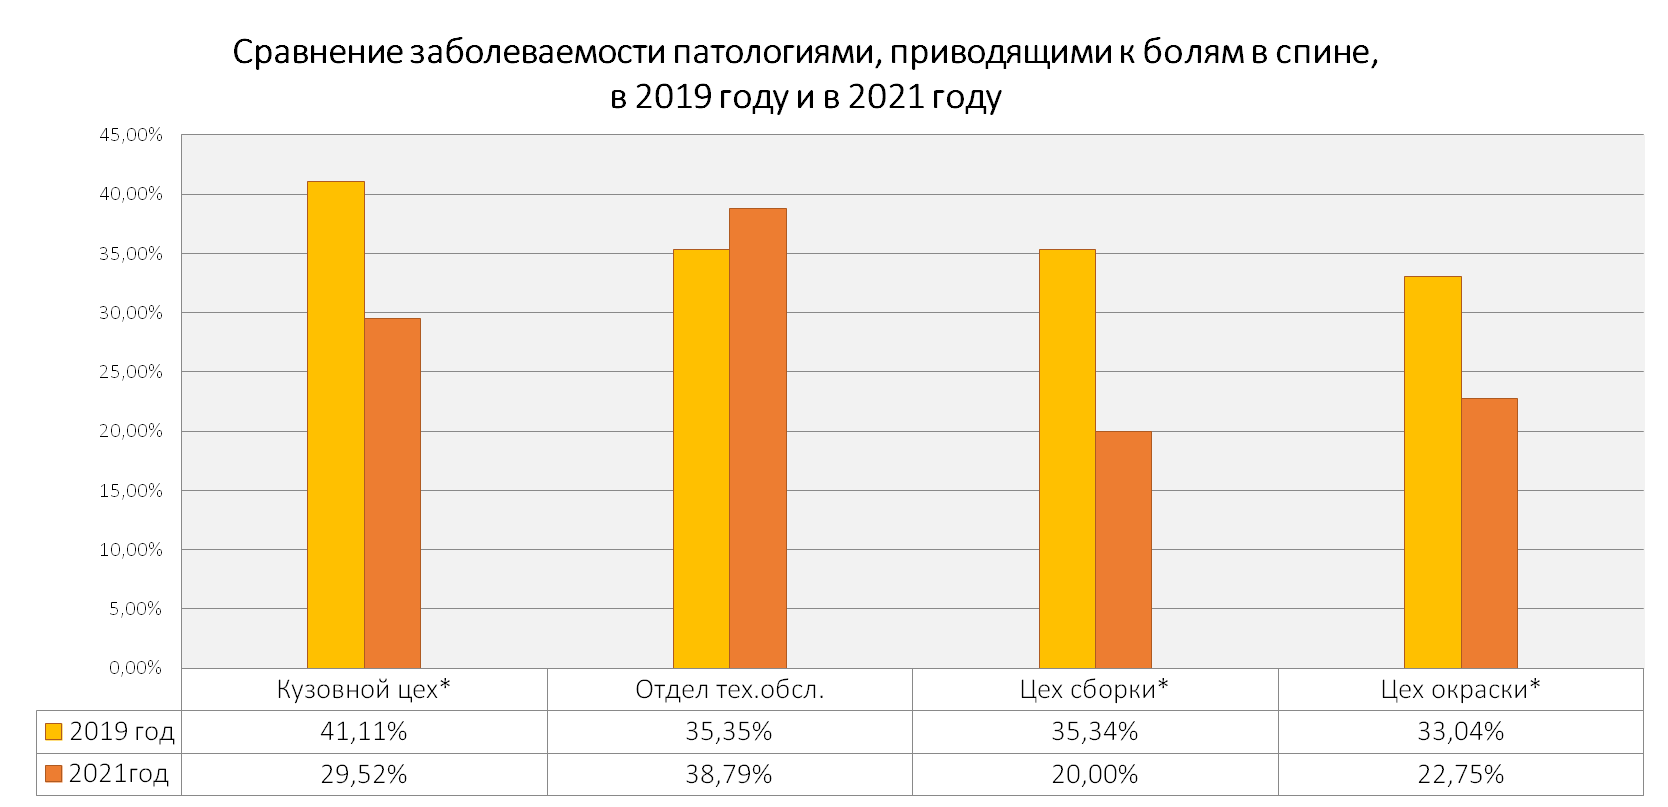 Сравнение заболеваемости патологиями, приводящими к болям в спине,
в 2019 году и в 2021 году
45,00%
40,00%
35,00%
30,00%
25,00%
20,00%
15,00%
10,00%
5,00%
0,00%
Кузовной цех* Отдел тех.обсл. Цех сборки* Цех окраски*
2019 год 41,11% 35,35% 35,34% 33,04%
2021год 29,52% 38,79% 20,00% 22,75%